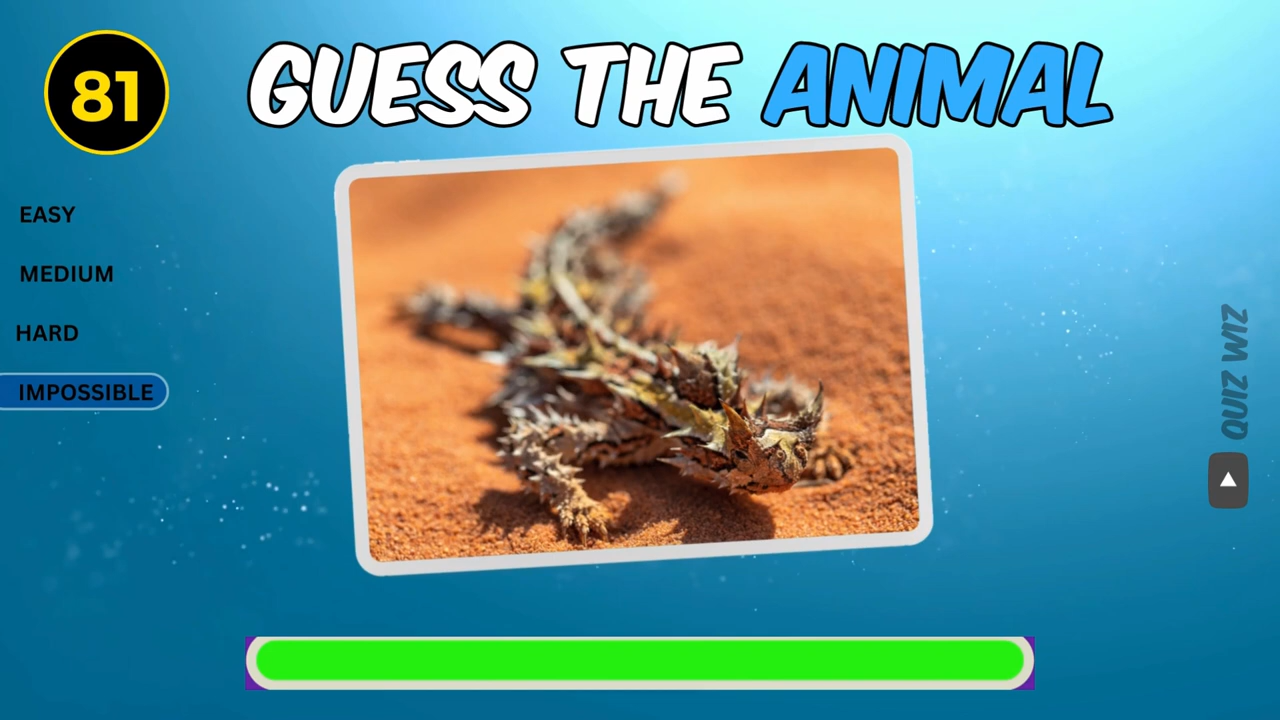 81
GUESS THE ANIMAL
EASY
MEDIUM
HARD
IMPOSSIBLE
QUIZ WIZ